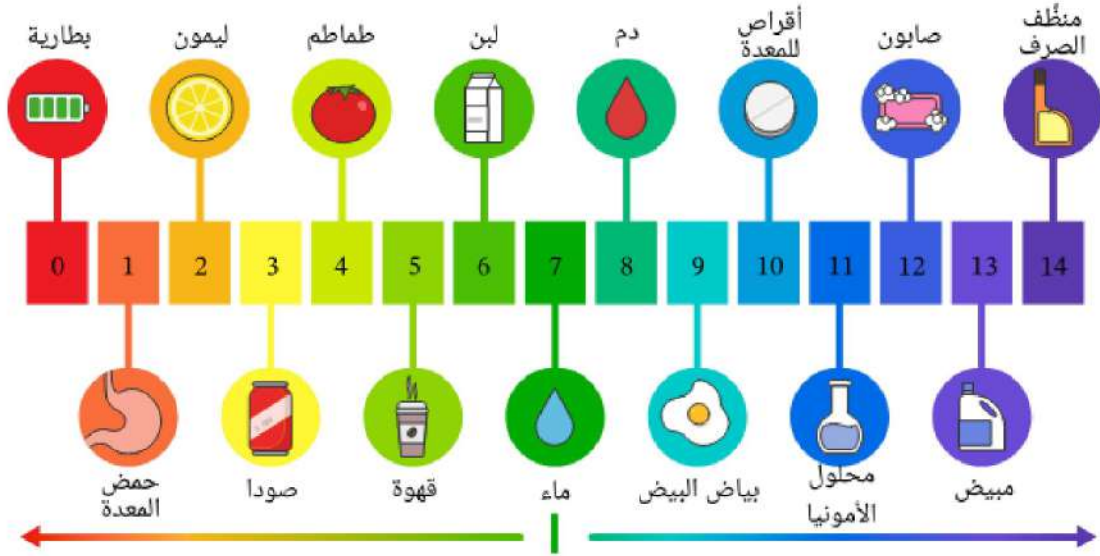 بطارية
ليمون
طماطم
لبن
دم
أقراص
للمعدة
صابون
منظِّف
الصرف
0 1 2 3 4 5 6 7 8 9 10 11 12 13 14
حمض
المعدة
صودا
قهوة
ماء
بياض البيض
محلول
الأمونيا
مبيض